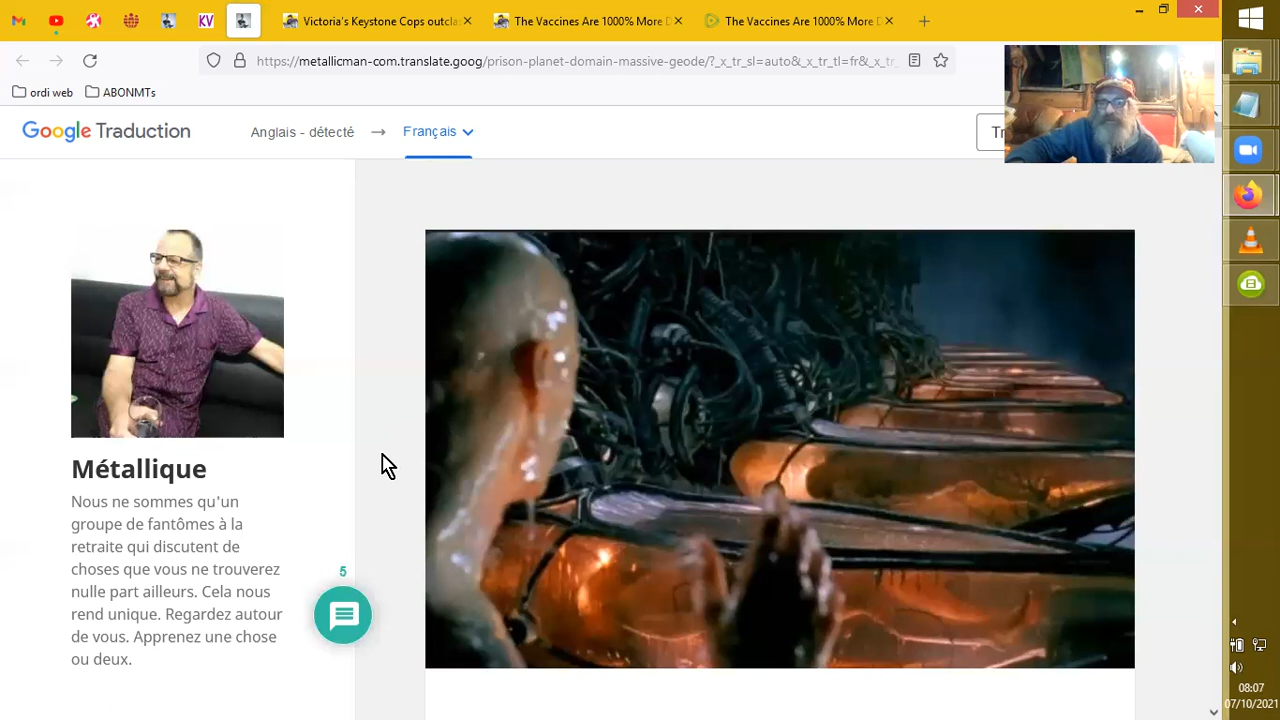 Victoria's Keystone Cops outcla
The Vaccines Are 1000% More D
The Vaccines Are 1000% More D
KV
https://metallicman-com.translate.goog/prison-planet-domain-massive-geode/?_x_tr_sl=auto&_x_tr_tl=fr&_x_tr_
ordi web
ABONMTS
Google Traduction
Anglais - détecté
Français
Tr
Métallique
Nous ne sommes qu'un
groupe de fantômes à la
retraite qui discutent de
choses que vous ne trouverez
nulle part ailleurs. Cela nous
rend unique. Regardez autour
de vous. Apprenez une chose
ou deux.
5
08:07
07/10/2021